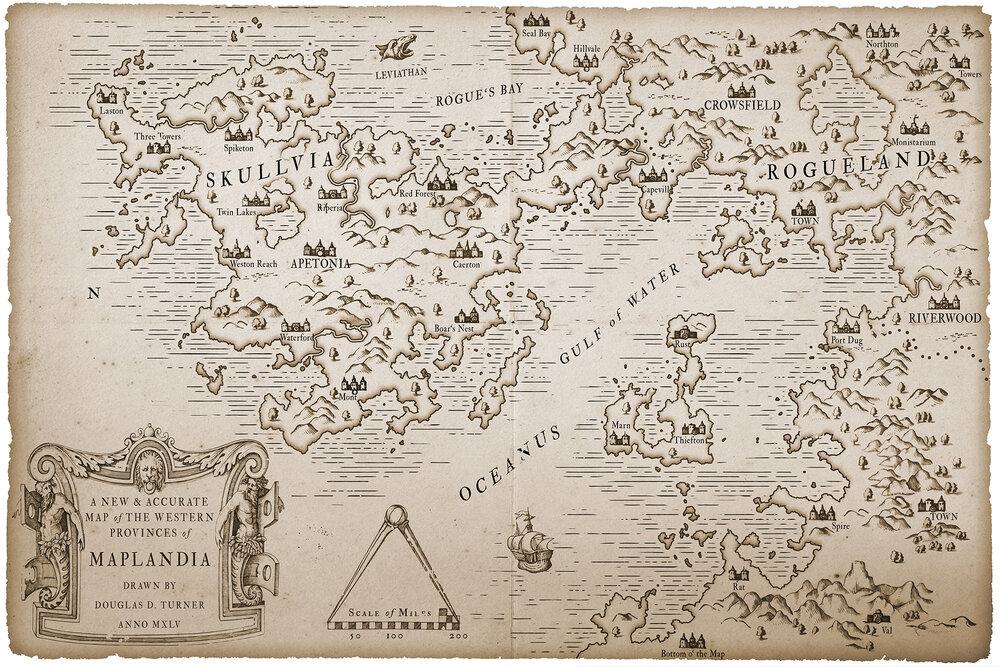 Seal Bay
Northton
Hillvale
Towers
LEVIATHAN
ROGUE'S BAY
CROWSFIELD
Laston
Three Towers
Spiketon
Monistarium
SKULLVIA
ROGUELAND
Red Forest
Capeville
Twin Lakes
Riperia
TOWN
Weston Reach
APETONIA
Caerton
N
GULF of WATER
RIVERWOOD
Waterford
Boar's Nest
Rust
Port Dug
Mont
Marn
Thiefton
OCEANUS
A NEW & ACCURATE
MAP of THE WESTERN
PROVINCES of
MAPLANDIA
DRAWN BY
DOUGLAS D. TURNER
ANNO MXLV
Spire
TOWN
Rat
SCALE of MILES
50 100 200
Val
Bottom o' the Map